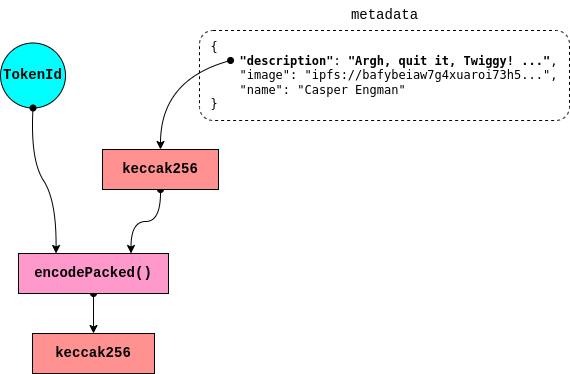 metadata
{
"description": "Argh, quit it, Twiggy! ...",
"image": "ipfs://bafybeiaw7g4xuaroi73h5...",
"name": "Casper Engman"
}
TokenId
keccak256
encodePacked()
keccak256